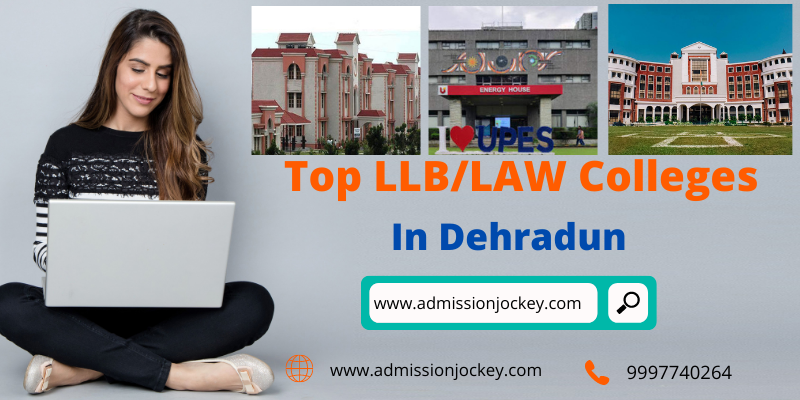 ENERGY HOUSE
I UPES
Top LLB/LAW Colleges
In Dehradun
www.admissionjockey.com
www.admissionjockey.com
9997740264